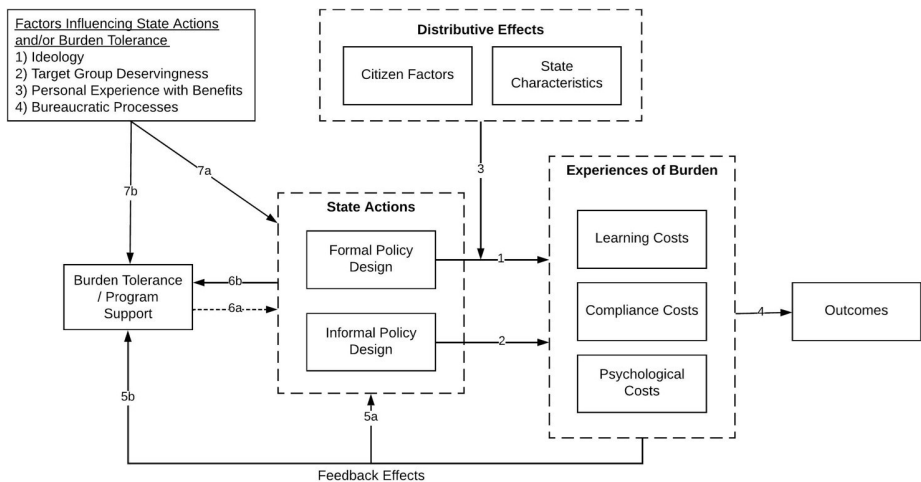 Factors Influencing State Actions
and/or Burden Tolerance
1) Ideology
2) Target Group Deservingness
3) Personal Experience with Benefits
4) Bureaucratic Processes
Distributive Effects
Citizen Factors
State
Characteristics
3
7a
7b
Experiences of Burden
State Actions
Learning Costs
Formal Policy
Design
1
Burden Tolerance
/ Program
Support
6b
6a
Compliance Costs
4
Outcomes
Informal Policy
Design
2
Psychological
Costs
5b
5a
Feedback Effects